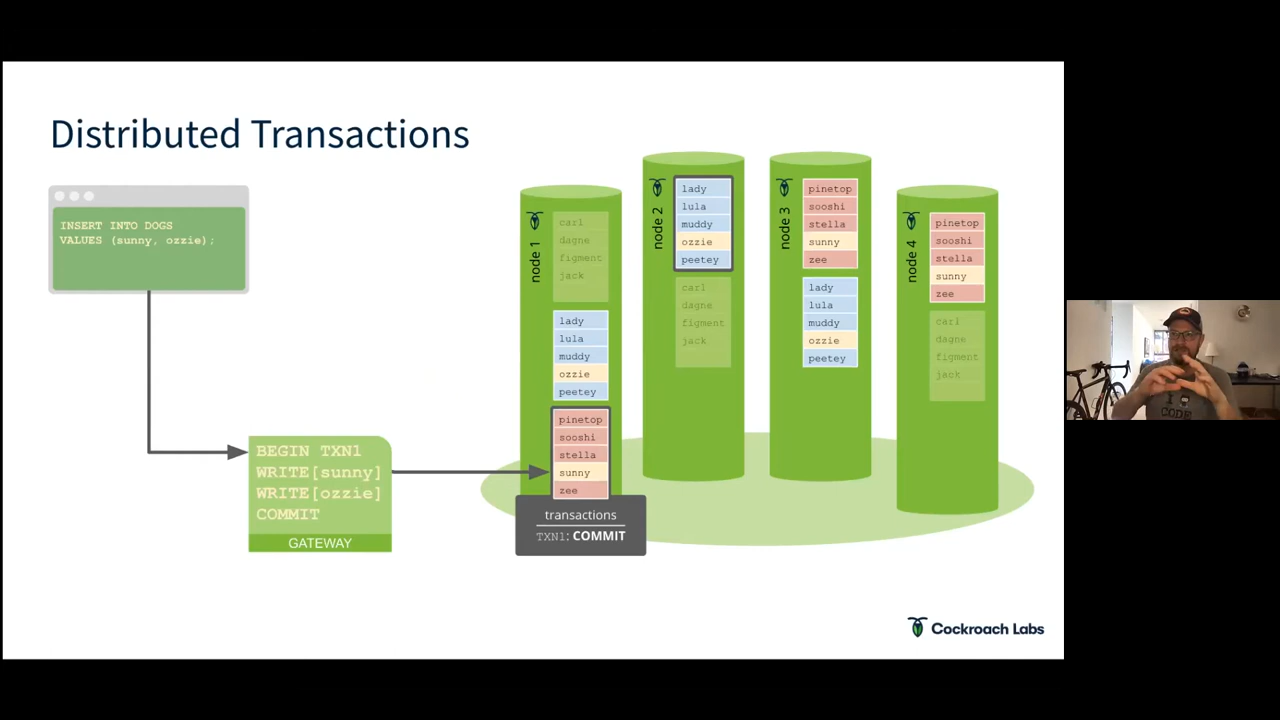 Distributed Transactions
INSERT INTO DOGS
VALUES (sunny, ozzie);
BEGIN TXN1
WRITE[sunny]
WRITE[ozzie]
COMMIT
GATEWAY
node 1
carl
dagne
figment
jack
lady
lula
muddy
ozzie
peetey
pinetop
sooshi
stella
sunny
zee
transactions
TXN1: COMMIT
node 2
lady
lula
muddy
ozzie
peetey
carl
dagne
figment
jack
node 3
pinetop
sooshi
stella
sunny
zee
lady
lula
muddy
ozzie
peetey
node 4
pinetop
sooshi
stella
sunny
zee
carl
dagne
figment
jack
Cockroach Labs
I
CODE